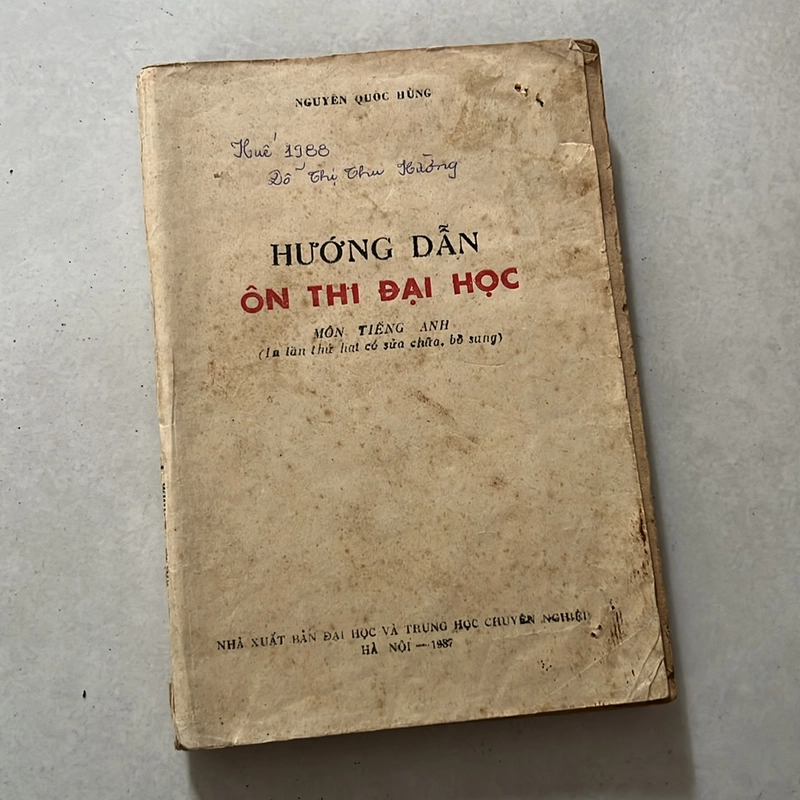 NGUYỄN QUỐC HÙNG
Huế 1988
Đỗ Thị Thu Hường
HƯỚNG DẪN
ÔN THI ĐẠI HỌC
MÔN TIẾNG ANH
(In lần thứ hai có sửa chữa, bổ sung)
NHÀ XUẤT BẢN ĐẠI HỌC VÀ TRUNG HỌC CHUYÊN NGHIỆP
HÀ NỘI — 1987